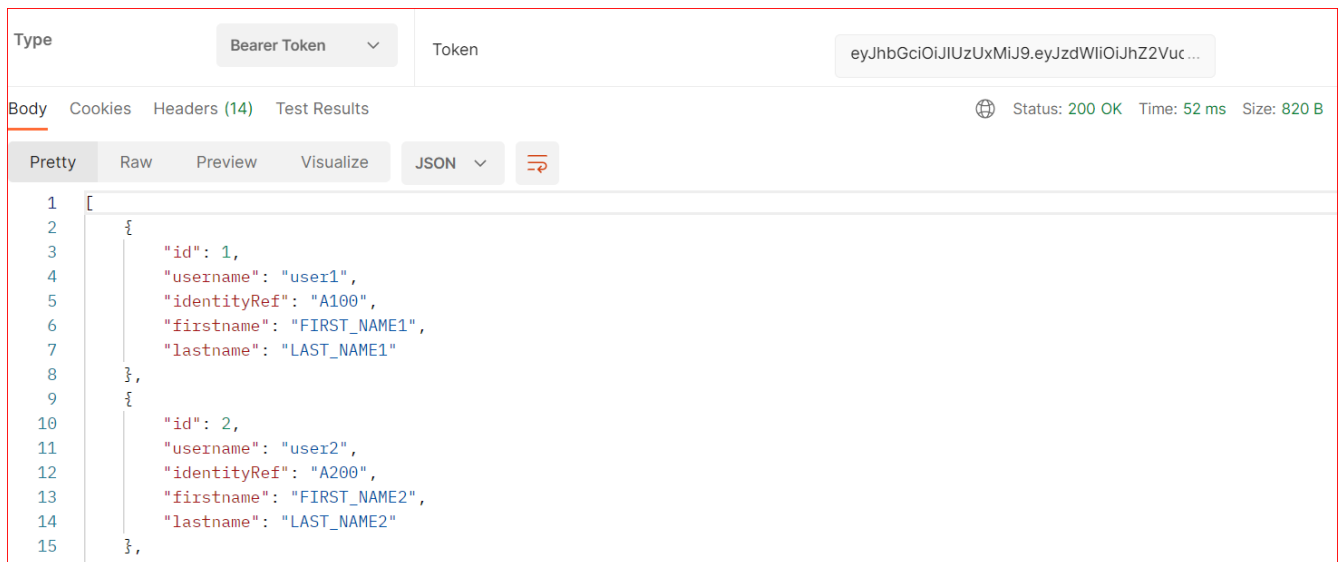 Type Bearer Token Token eyJhbGciOiJIUzUxMiJ9.eyJzdWIiOiJhZ2Vuc...
Body Cookies Headers (14) Test Results Status: 200 OK Time: 52 ms Size: 820 B
Pretty Raw Preview Visualize JSON
1 [
2 {
3 "id": 1,
4 "username": "user1",
5 "identityRef": "A100",
6 "firstname": "FIRST_NAME1",
7 "lastname": "LAST_NAME1"
8 },
9 {
10 "id": 2,
11 "username": "user2",
12 "identityRef": "A200",
13 "firstname": "FIRST_NAME2",
14 "lastname": "LAST_NAME2"
15 },